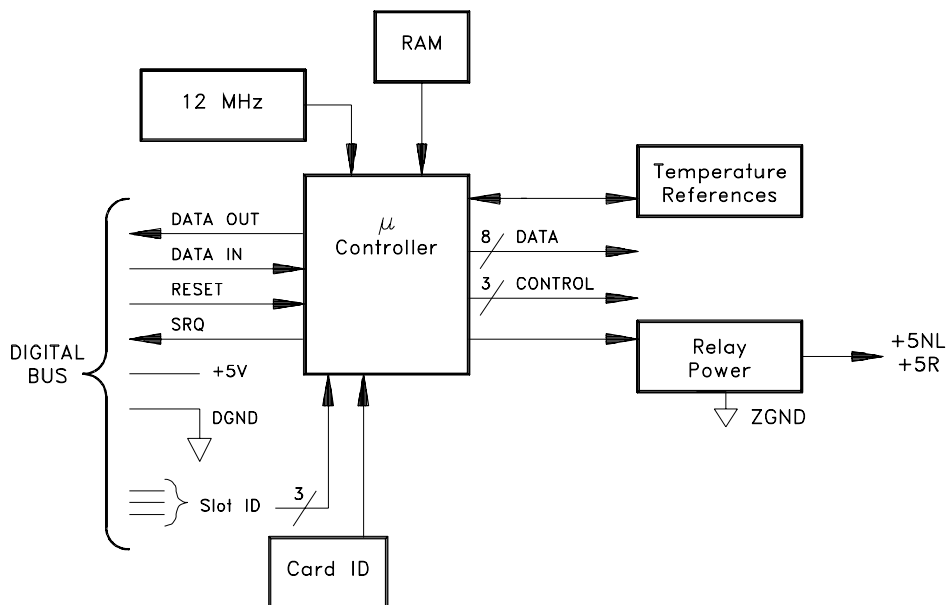 RAM
12 MHz
Temperature
References
μ
Controller
DATA OUT
8 DATA
DATA IN
3 CONTROL
RESET
SRQ
DIGITAL
BUS
Relay
Power
+5NL
+5R
+5V
DGND
ZGND
Slot ID
3
Card ID